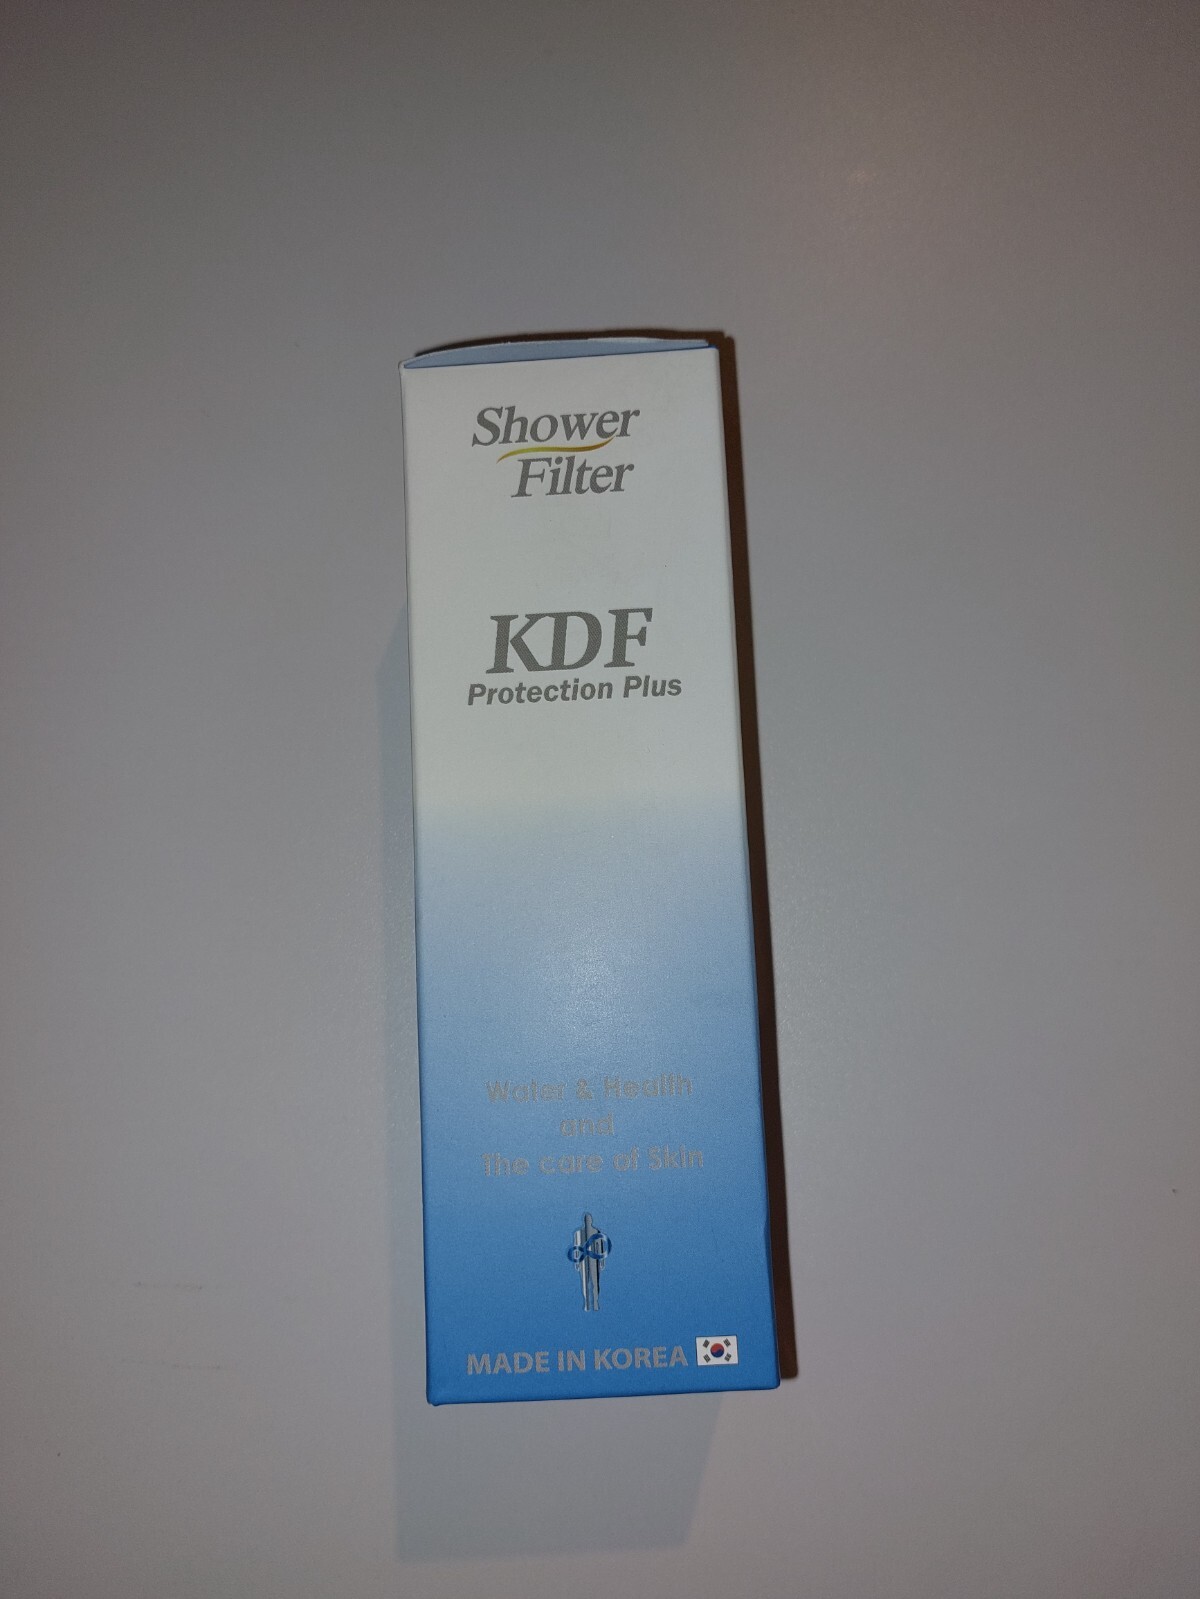 Shower
Filter
KDF
Protection Plus
Water & Health
and
The care of Skin
MADE IN KOREA